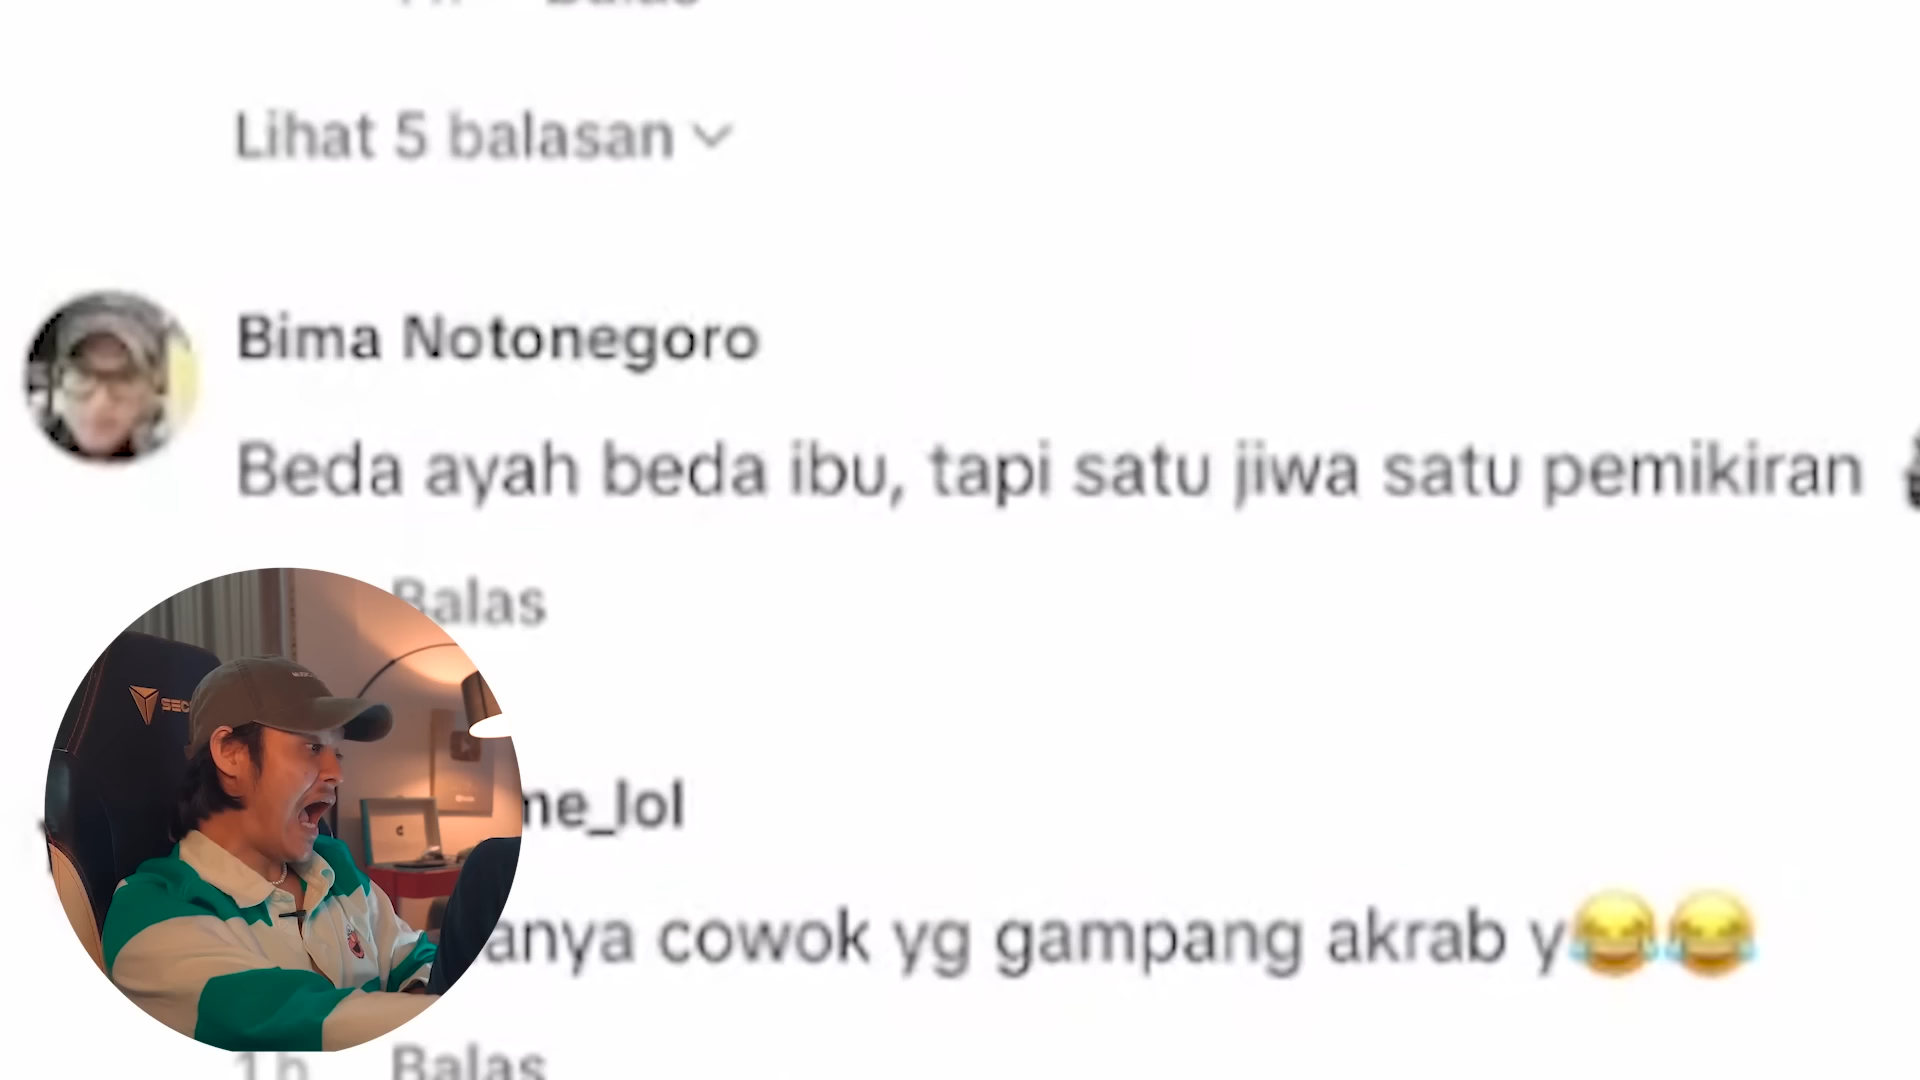 Lihat 5 balasan
Bima Notonegoro
Beda ayah beda ibu, tapi satu jiwa satu pemikiran
Balas
me_lol
anya cowok yg gampang akrab y😂😂
1h Balas